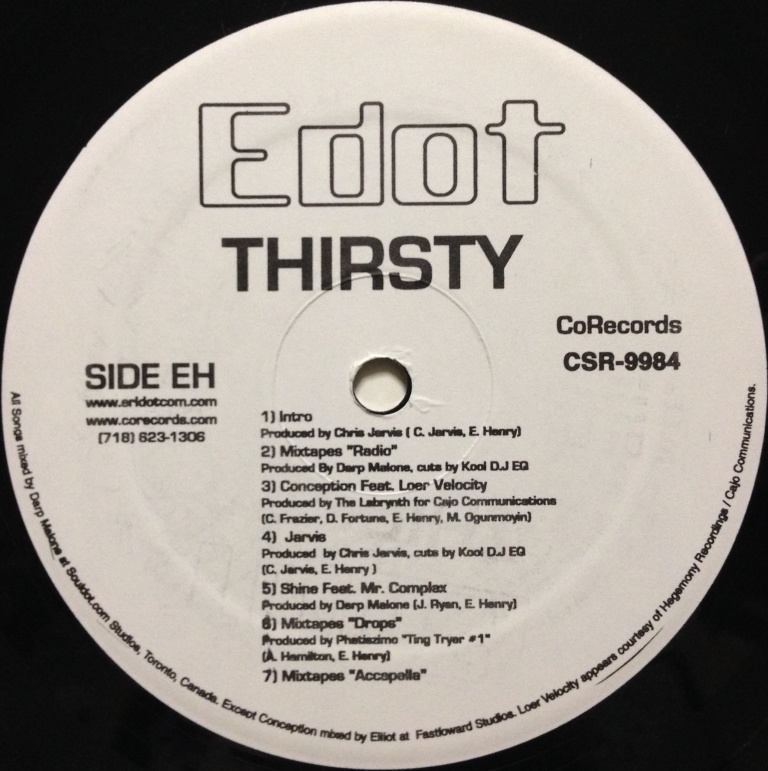 Edot
THIRSTY
CoRecords
CSR-9984
SIDE EH
www.erldotcom.com
www.corecords.com
(718) 623-1306
1) Intro
Produced by Chris Jarvis ( C. Jarvis, E. Henry)
2) Mixtapes "Radio"
Produced By Darp Malone, cuts by Kool D.J EQ
3) Conception Feat. Loer Velocity
Produced by The Labrynth for Cajo Communications
(C. Frazier, D. Fortune, E. Henry, M. Ogunmoyin)
4) Jarvis
Produced by Chris Jarvis, cuts by Kool D.J EQ
(C. Jarvis, E. Henry )
5) Shine Feat. Mr. Complex
Produced by Darp Malone (J. Ryan, E. Henry)
6) Mixtapes "Drops"
Produced by Phatiszimo "Ting Tryer #1"
(A. Hamilton, E. Henry)
7) Mixtapes "Accapella"
All Songs mixed by Darp Malone at Souldot.com Studios, Toronto, Canada. Except Conception mixed by Elliot at Fastfoward Studios. Loer Velocity appears courtesy of Hegemony Recordings / Cajo Communications.